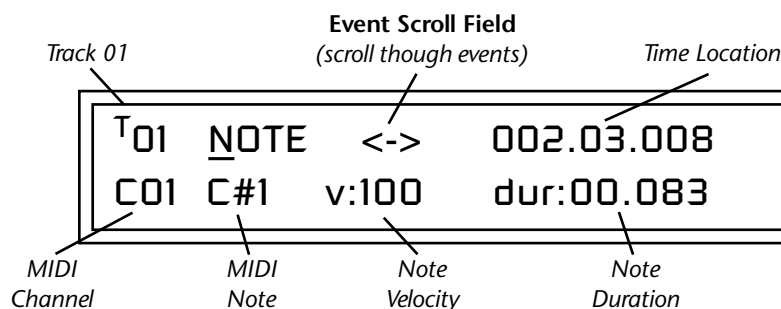 Event Scroll Field
Track 01 (scroll though events) Time Location
T01 NOTE <-> 002.03.008
C01 C#1 v:100 dur:00.083
MIDI MIDI Note Note
Channel Note Velocity Duration